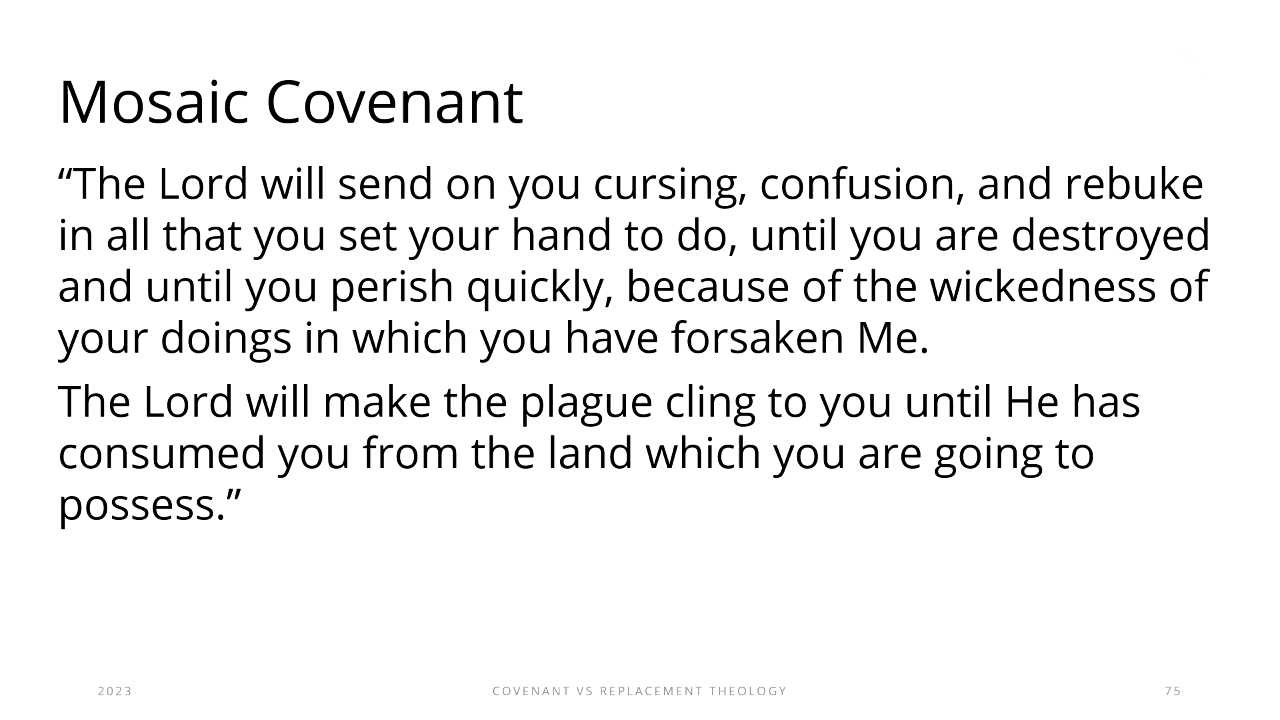 Mosaic Covenant
“The Lord will send on you cursing, confusion, and rebuke
in all that you set your hand to do, until you are destroyed
and until you perish quickly, because of the wickedness of
your doings in which you have forsaken Me.
The Lord will make the plague cling to you until He has
consumed you from the land which you are going to
possess.”
2023
COVENANT VS REPLACEMENT THEOLOGY
75